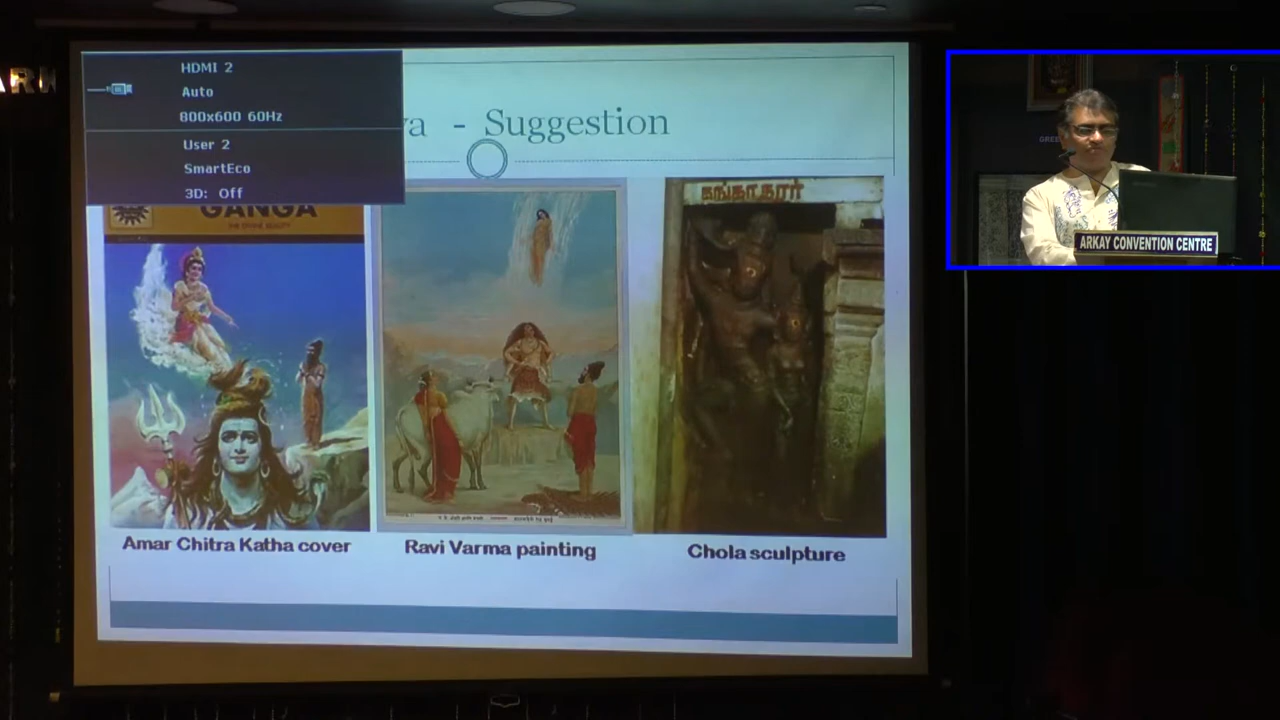 HDMI 2
Auto
800x600 60Hz
User 2
SmartEco
3D: Off
- Suggestion
GANGA
கங்காதரர்
Amar Chitra Katha cover
Ravi Varma painting
Chola sculpture
ARKAY CONVENTION CENTRE